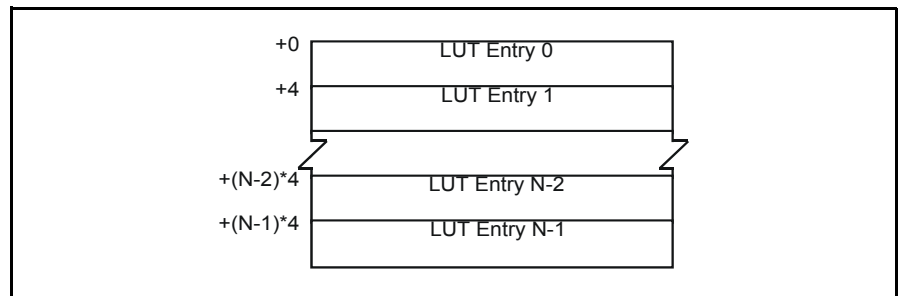 +0 LUT Entry 0
+4 LUT Entry 1
+(N-2)*4 LUT Entry N-2
+(N-1)*4 LUT Entry N-1